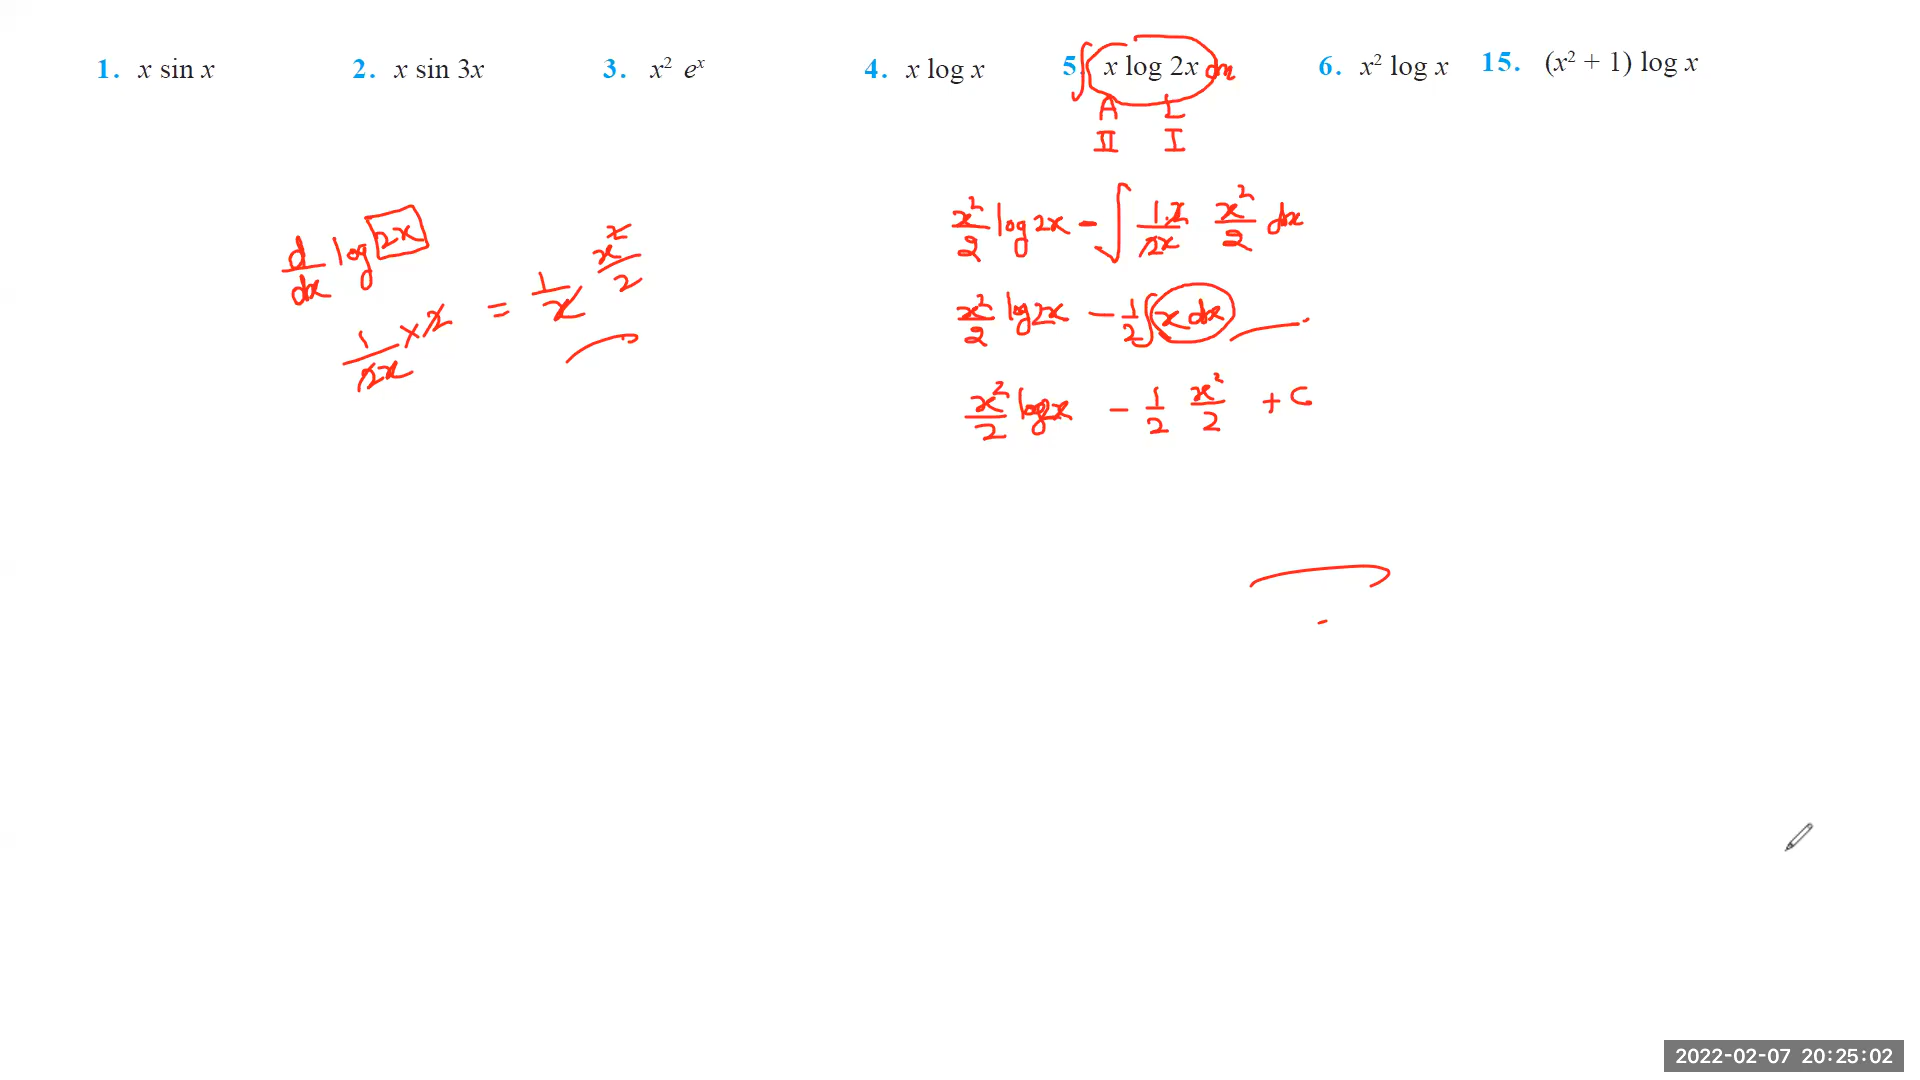 1. x sin x 2. x sin 3x 3. x² eˣ 4. x log x 5. ∫ x log 2x dx 6. x² log x 15. (x² + 1) log x
A L
II I
x²/2 log 2x - ∫ 1·2/2x x²/2 dx
x²/2 log 2x - 1/2 ∫ x dx
x²/2 log 2x - 1/2 x²/2 + C
d/dx log 2x
1/2x × 2 = 1/x x²/2
2022-02-07 20:25:02